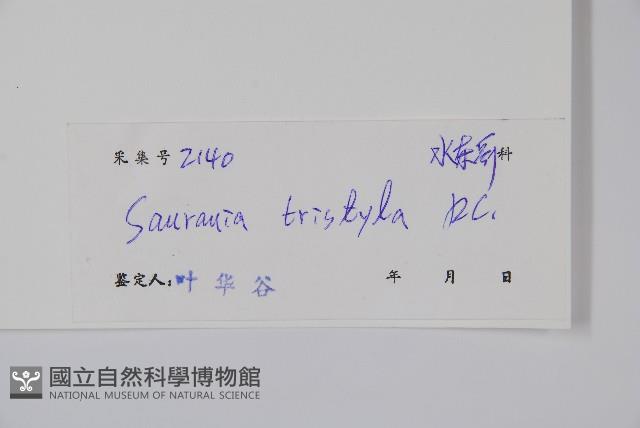 采集号 2140 水东哥科
Saurauia tristyla DC.
鉴定人：叶华谷 年 月 日
國立自然科學博物館
NATIONAL MUSEUM OF NATURAL SCIENCE